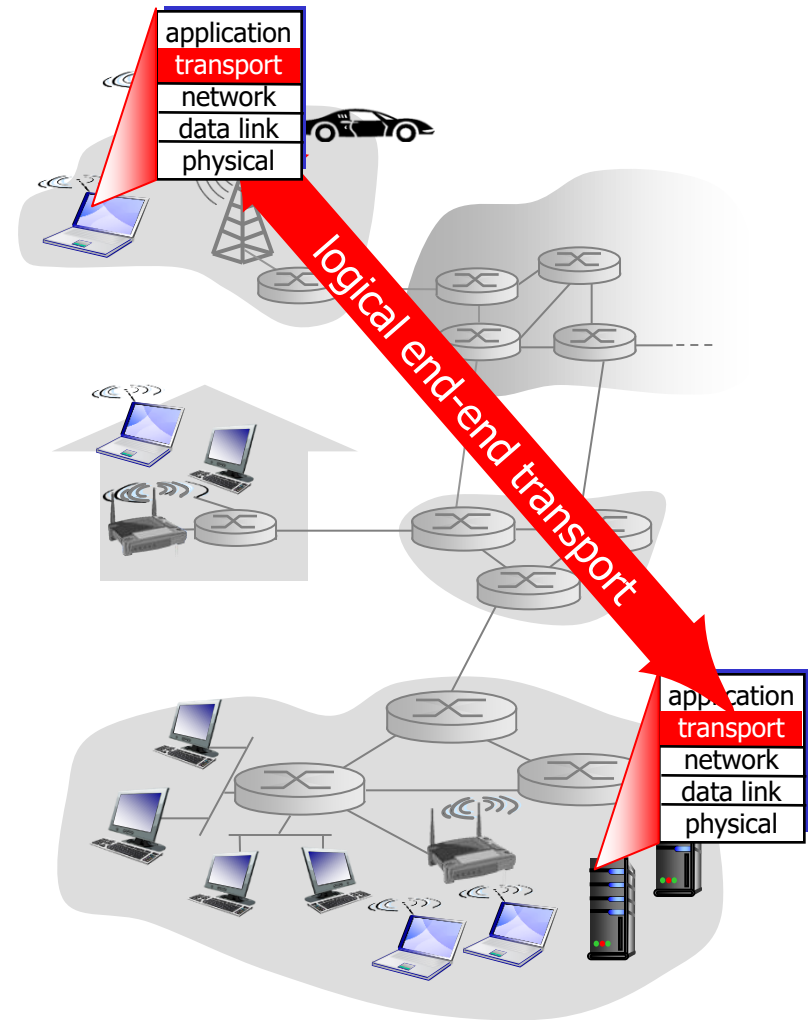 application
transport
network
data link
physical
logical end-end transport
application
transport
network
data link
physical